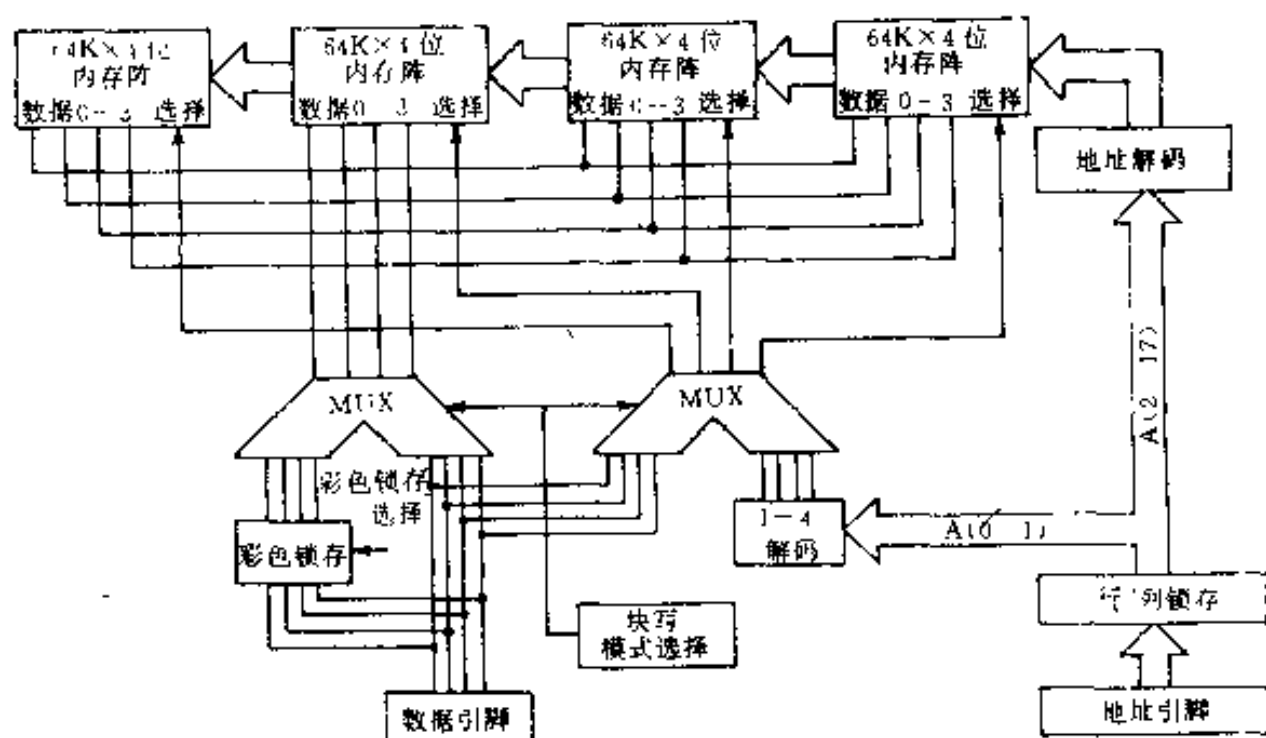 64K×4位
内存阵
数据0--3 选择
64K×4位
内存阵
数据0 3 选择
64K×4位
内存阵
数据0--3 选择
64K×4位
内存阵
数据0-3 选择
地址解码
A(2 17)
MUX
MUX
彩色锁存
选择
彩色锁存
1-4
解码
A(0 1)
列锁存
块写
模式选择
数据引脚
地址引脚